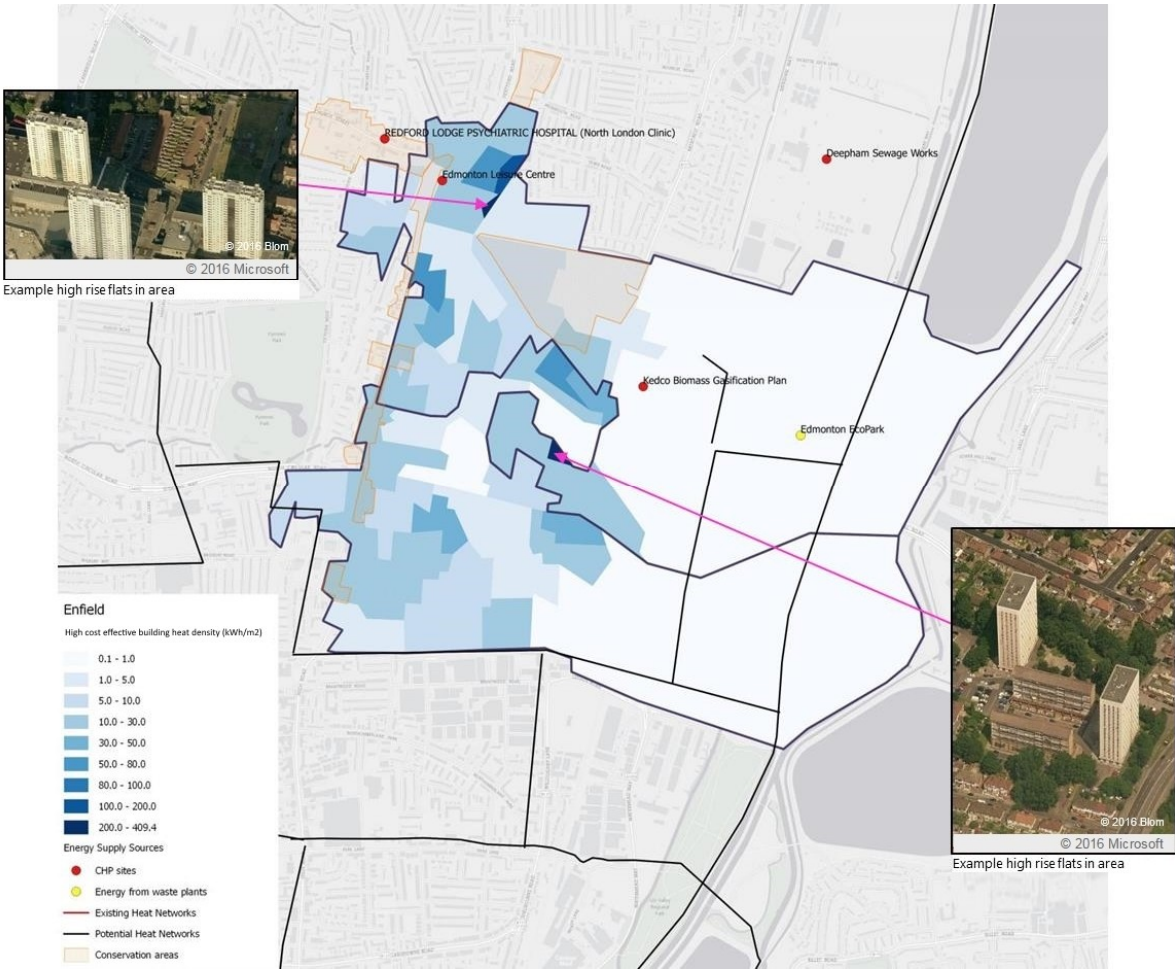 REDFORD LODGE PSYCHIATRIC HOSPITAL (North London Clinic)
Deepham Sewage Works
Edmonton Leisure Centre
© 2016 Blom
© 2016 Microsoft
Example high rise flats in area
Kedco Biomass Gasification Plan
Edmonton EcoPark
Enfield
High cost effective building heat density (kWh/m2)
0.1 - 1.0
1.0 - 5.0
5.0 - 10.0
10.0 - 30.0
30.0 - 50.0
50.0 - 80.0
80.0 - 100.0
100.0 - 200.0
200.0 - 409.4
Energy Supply Sources
CHP sites
Energy from waste plants
Existing Heat Networks
Potential Heat Networks
Conservation areas
© 2016 Blom
© 2016 Microsoft
Example high rise flats in area